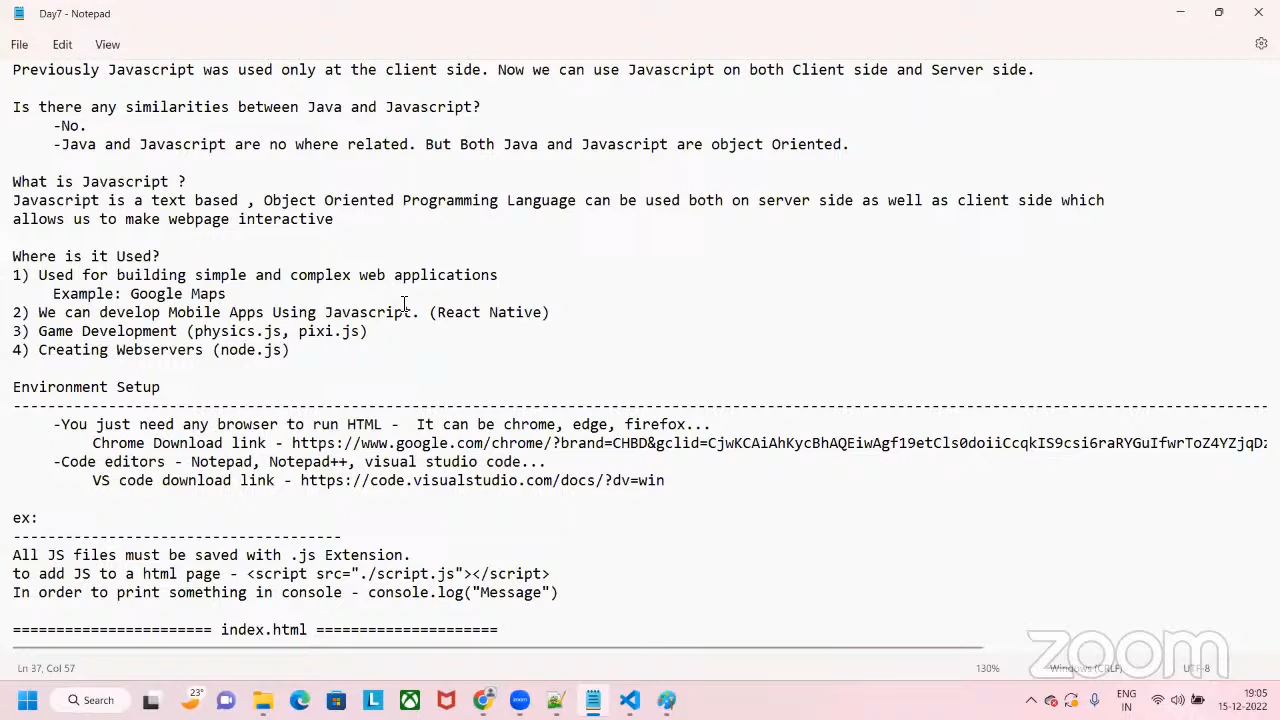 Day7 - Notepad
File Edit View
Previously Javascript was used only at the client side. Now we can use Javascript on both Client side and Server side.
Is there any similarities between Java and Javascript?
-No.
-Java and Javascript are no where related. But Both Java and Javascript are object Oriented.
What is Javascript ?
Javascript is a text based , Object Oriented Programming Language can be used both on server side as well as client side which
allows us to make webpage interactive
Where is it Used?
1) Used for building simple and complex web applications
Example: Google Maps
2) We can develop Mobile Apps Using Javascript. (React Native)
3) Game Development (physics.js, pixi.js)
4) Creating Webservers (node.js)
Environment Setup
-----------------------------------------------------------------------------------------------------------------------------------------------------
-You just need any browser to run HTML - It can be chrome, edge, firefox...
Chrome Download link - https://www.google.com/chrome/?brand=CHBD&gclid=CjwKCAiAhKycBhAQEiwAgf19etCls0doiiCcqkIS9csi6raRYGuIfwrToZ4YZjqDz
-Code editors - Notepad, Notepad++, visual studio code...
VS code download link - https://code.visualstudio.com/docs/?dv=win
ex:
--------------------------------------
All JS files must be saved with .js Extension.
to add JS to a html page - <script src="./script.js"></script>
In order to print something in console - console.log("Message")
======================= index.html =====================
zoom
Ln 37, Col 57 130% Windows (CRLF) UTF-8
Search 23° ENG IN 19:05 15-12-2022